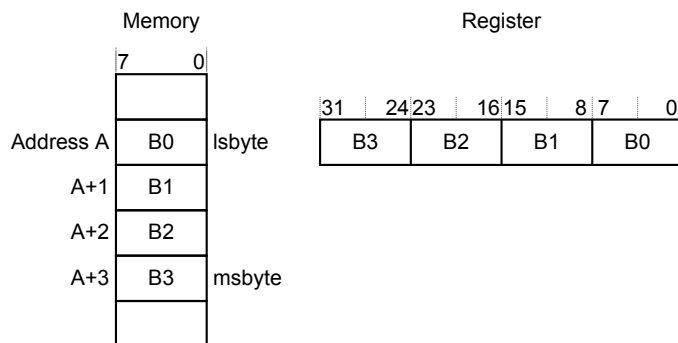 Memory Register
7 0
31 24 23 16 15 8 7 0
Address A B0 lsbyte B3 B2 B1 B0
A+1 B1
A+2 B2
A+3 B3 msbyte